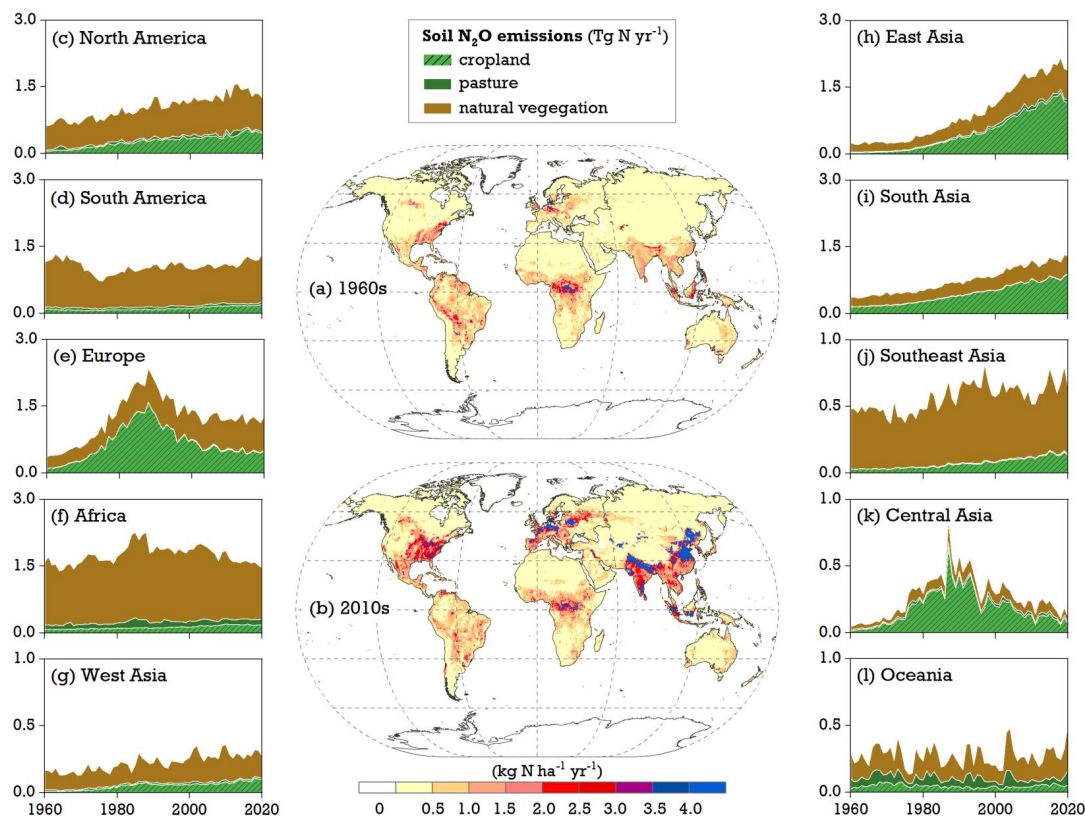 Soil N₂O emissions (Tg N yr⁻¹)
cropland
pasture
natural vegegation
(c) North America
3.0
1.5
0.0
(d) South America
3.0
1.5
0.0
(e) Europe
3.0
1.5
0.0
(f) Africa
3.0
1.5
0.0
(g) West Asia
1.0
0.5
0.0
1960 1980 2000 2020
(a) 1960s
(b) 2010s
(kg N ha⁻¹ yr⁻¹)
0 0.5 1.0 1.5 2.0 2.5 3.0 3.5 4.0
(h) East Asia
3.0
1.5
0.0
(i) South Asia
3.0
1.5
0.0
(j) Southeast Asia
1.0
0.5
0.0
(k) Central Asia
1.0
0.5
0.0
(l) Oceania
1.0
0.5
0.0
1960 1980 2000 2020